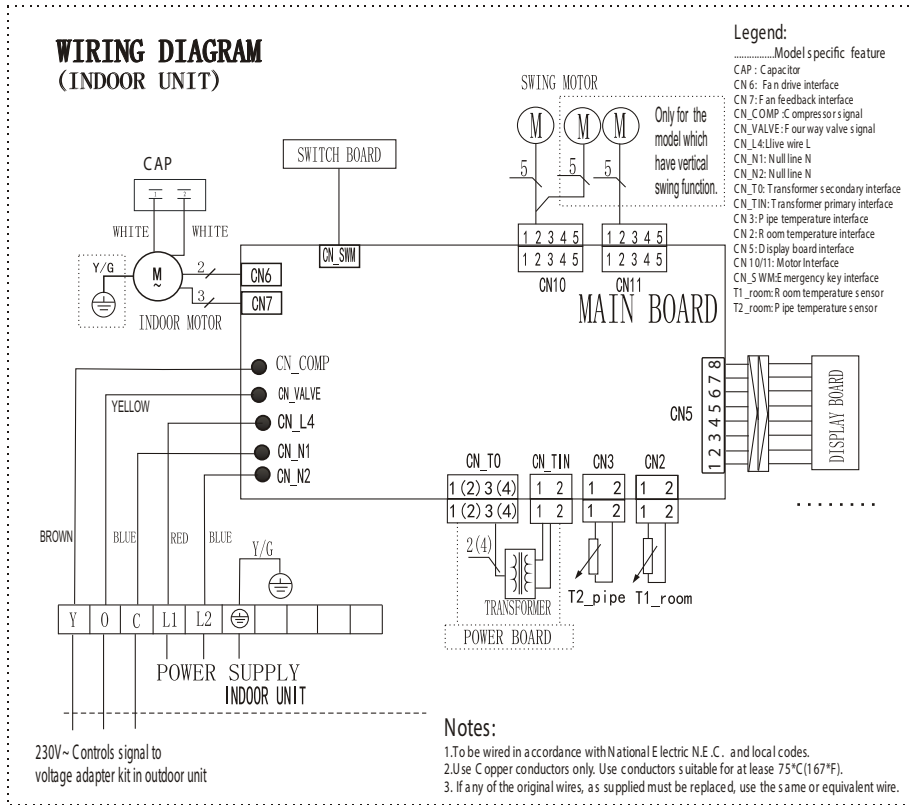 WIRING DIAGRAM
(INDOOR UNIT)
Legend:
................Model specific feature
CAP : Capacitor
CN 6: Fan drive interface
CN 7: Fan feedback interface
CN_COMP :Compressor signal
CN_VALVE: Four way valve signal
CN_L4:Llive wire L
CN_N1: Null line N
CN_N2: Null line N
CN_T0: Transformer secondary interface
CN_TIN: Transformer primary interface
CN 3: Pipe temperature interface
CN 2: Room temperature interface
CN 5: Display board interface
CN 10/11: Motor Interface
CN_SWM:Emergency key interface
T1_room: Room temperature sensor
T2_room: Pipe temperature sensor
SWING MOTOR
M
M
M
Only for the
model which
have vertical
swing function.
5
5
5
1 2 3 4 5
1 2 3 4 5
CN10
1 2 3 4 5
1 2 3 4 5
CN11
SWITCH BOARD
CN_SWM
CAP
1
2
WHITE
WHITE
Y/G
M
~
2
3
CN6
CN7
INDOOR MOTOR
MAIN BOARD
CN_COMP
CN_VALVE
YELLOW
CN_L4
CN_N1
CN_N2
CN5
1 2 3 4 5 6 7 8
DISPLAY BOARD
CN_TO
1 (2) 3 (4)
1 (2) 3 (4)
CN_TIN
1 2
1 2
CN3
1 2
1 2
CN2
1 2
1 2
2(4)
TRANSFORMER
POWER BOARD
T2_pipe
T1_room
BROWN
BLUE
RED
BLUE
Y/G
Y
O
C
L1
L2
POWER SUPPLY
INDOOR UNIT
230V~ Control signal to
voltage adapter kit in outdoor unit
Notes:
1.To be wired in accordance with National Electric N.E.C. and local codes.
2.Use Copper conductors only. Use conductors suitable for at lease 75*C(167*F).
3. If any of the original wires, as supplied must be replaced, use the same or equivalent wire.